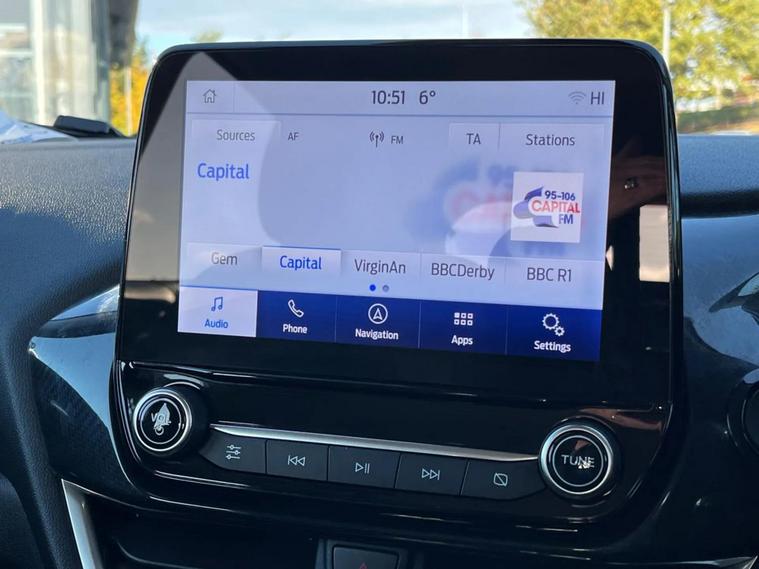 10:51 6° HI
Sources AF FM TA Stations
Capital
95-106
CAPITAL
FM
Gem Capital VirginAn BBCDerby BBC R1
Audio Phone Navigation Apps Settings
VOL
TUNE